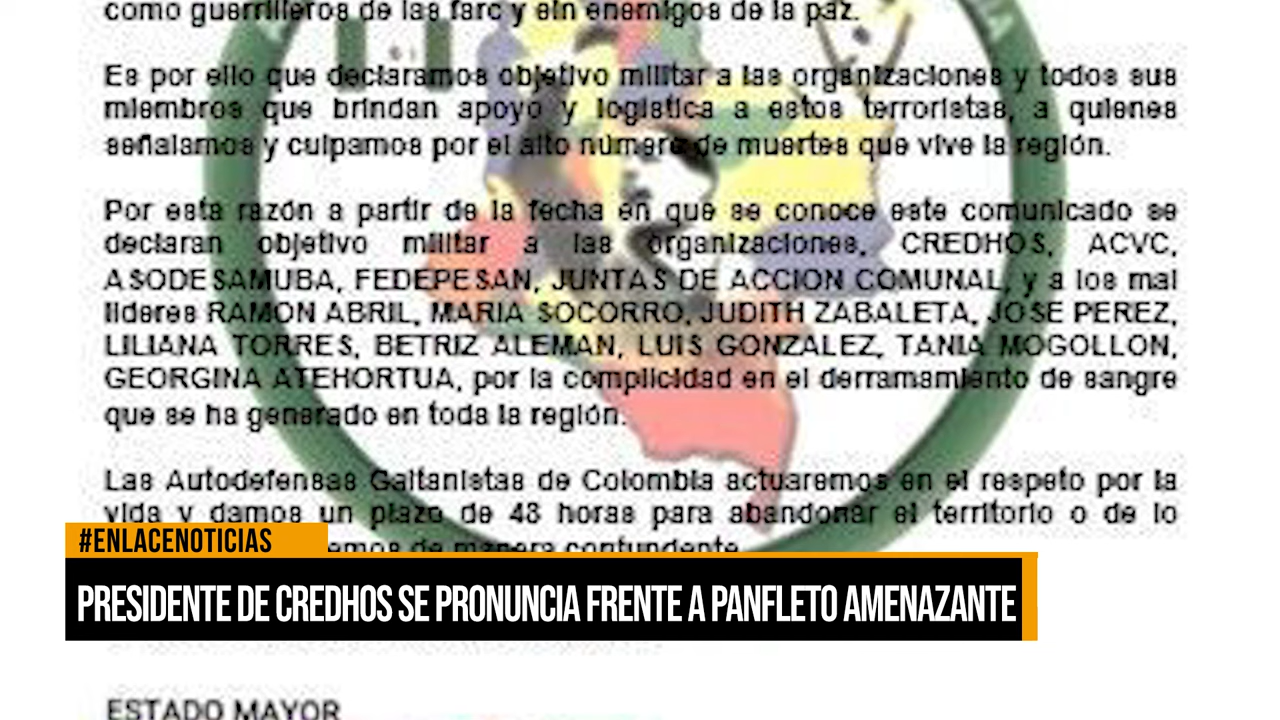 como guerrilleros de las farc y ein enemigos de la paz.
Es por ello que declaramos objetivo militar a las organizaciones y todos sus
miembros que brindan apoyo y logistica a estos terroristas, a quienes
señalamos y culpamos por el alto número de muertes que vive la región.
Por esta razón a partir de la fecha en que se conoce este comunicado se
declaran objetivo militar a las organizaciones, CREDHOS, ACVC,
ASODESAMUBA, FEDEPESAN, JUNTAS DE ACCION COMUNAL, y a los mal
lideres RAMON ABRIL, MARIA SOCORRO, JUDITH ZABALETA, JOSE PEREZ,
LILIANA TORRES, BETRIZ ALEMAN, LUIS GONZALEZ, TANIA MOGOLLON,
GEORGINA ATEHORTUA, por la complicidad en el derramamiento de sangre
que se ha generado en toda la región.
Las Autodefensas Gaitanistas de Colombia actuaremos en el respeto por la
vida y damos un plazo de 48 horas para abandonar el territorio o de lo
de manera contundente
#ENLACENOTICIAS
PRESIDENTE DE CREDHOS SE PRONUNCIA FRENTE A PANFLETO AMENAZANTE
ESTADO MAYOR